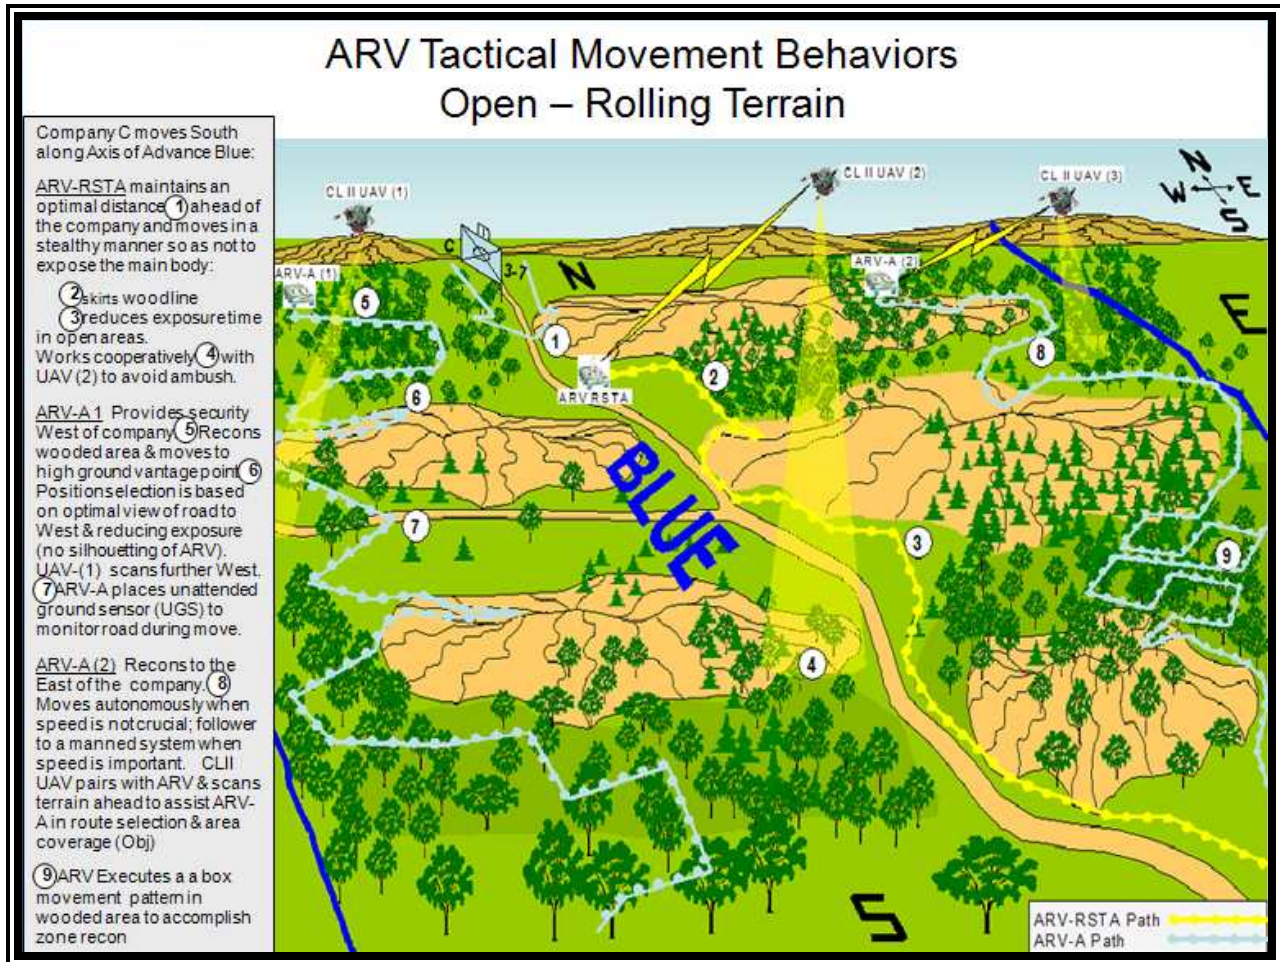 ARV Tactical Movement Behaviors
Open – Rolling Terrain
Company C moves South
along Axis of Advance Blue:
ARV-RSTA maintains an
optimal distance 1 ahead of
the company and moves in a
stealthy manner so as not to
expose the main body:
2 skirts woodline
3 reduces exposure time
in open areas.
Works cooperatively 4 with
UAV (2) to avoid ambush.
ARV-A 1 Provides security
West of company. 5 Recons
wooded area & moves to
high ground vantage point 6
Position selection is based
on optimal view of road to
West & reducing exposure
(no silhouetting of ARV).
UAV-(1) scans further West.
7 ARV-A places unattended
ground sensor (UGS) to
monitor road during move.
ARV-A (2) Recons to the
East of the company. 8
Moves autonomously when
speed is not crucial; follower
to a manned system when
speed is important. CLII
UAV pairs with ARV & scans
terrain ahead to assist ARV-
A in route selection & area
coverage (Obj)
9 ARV Executes a a box
movement pattern in
wooded area to accomplish
zone recon
CL II UAV (1)
CL II UAV (2)
CL II UAV (3)
N
W E
S
C
3-7
N
ARV-A (1)
ARV-A (2)
E
5
1
2
8
ARV RSTA
6
BLUE
7
3
9
4
S
ARV-RSTA Path
ARV-A Path